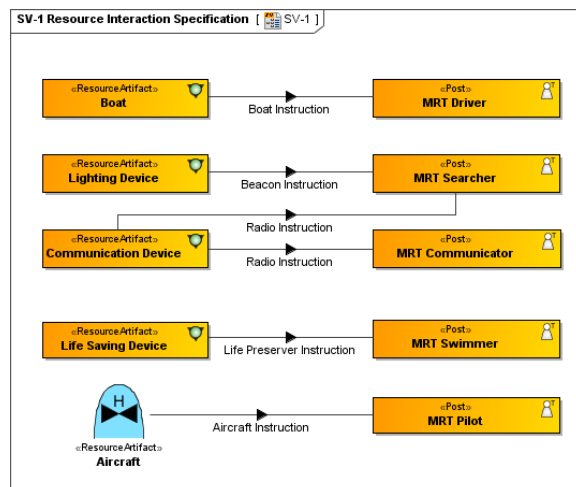 SV-1 Resource Interaction Specification [ SV-1 ]
«ResourceArtifact»
Boat
Boat Instruction
«Post»
MRT Driver
«ResourceArtifact»
Lighting Device
Beacon Instruction
«Post»
MRT Searcher
Radio Instruction
«ResourceArtifact»
Communication Device
Radio Instruction
«Post»
MRT Communicator
«ResourceArtifact»
Life Saving Device
Life Preserver Instruction
«Post»
MRT Swimmer
H
«ResourceArtifact»
Aircraft
Aircraft Instruction
«Post»
MRT Pilot